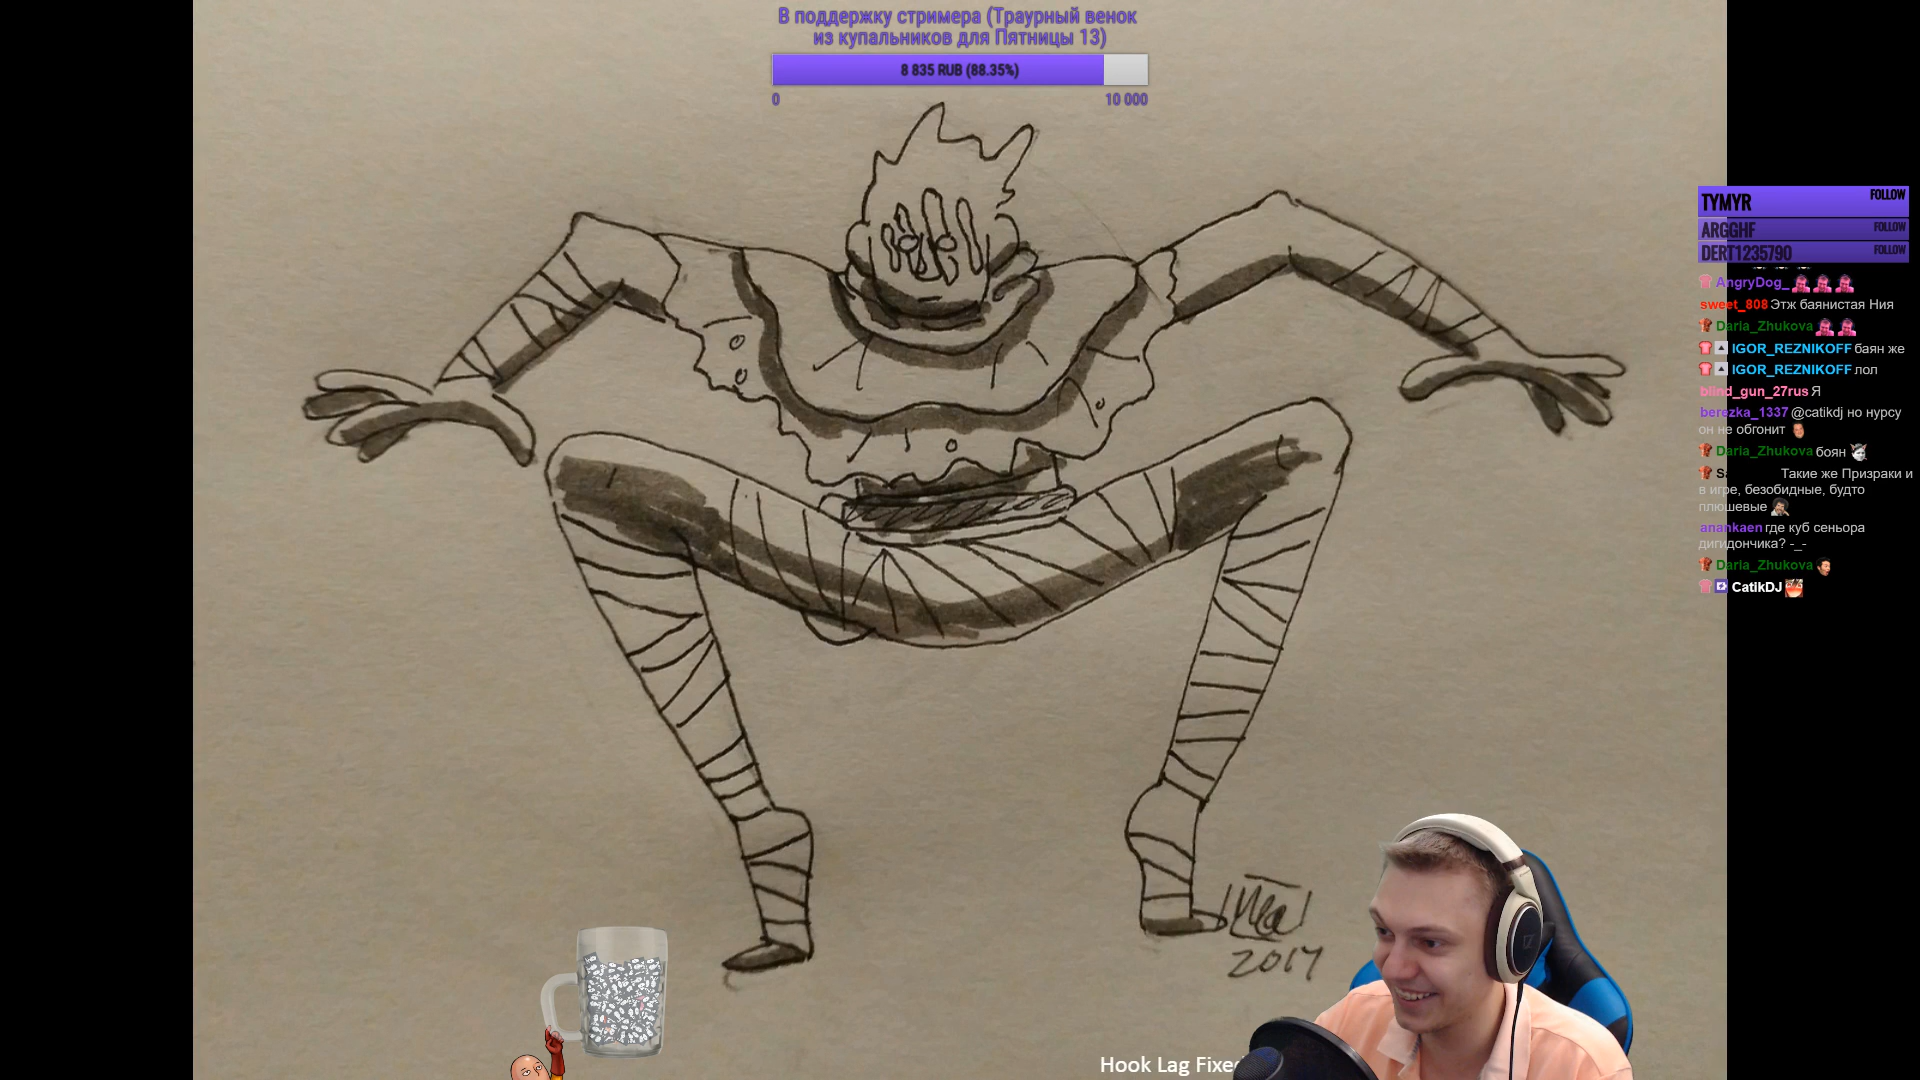 В поддержку стримера (Траурный венок
из купальников для Пятницы 13)
8 835 RUB (88.35%)
0
10 000
TYMYR
FOLLOW
ARGGHF
FOLLOW
DERT1235790
FOLLOW
AngryDog_
sweet_808 Этж баянистая Ния
Daria_Zhukova
IGOR_REZNIKOFF баян же
IGOR_REZNIKOFF лол
blind_gun_27rus Я
berezka_1337 @catikdj но нурсу
он не обгонит
Daria_Zhukova боян
Такие же Призраки и
в игре, безобидные, будто
плюшевые
anankaen где куб сеньора
дигидончика? -_-
Daria_Zhukova
CatikDJ
2017
Hook Lag Fixed